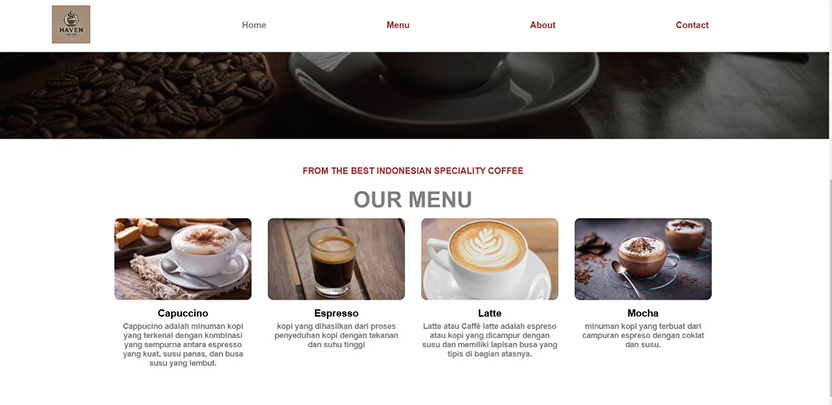 HAVEN
Home
Menu
About
Contact
FROM THE BEST INDONESIAN SPECIALITY COFFEE
OUR MENU
Capuccino
Cappucino adalah minuman kopi
yang terkenal dengan kombinasi
yang sempurna antara espresso
yang kuat, susu panas, dan busa
susu yang lembut.
Espresso
kopi yang dihasilkan dari proses
penyeduhan kopi dengan tekanan
dan suhu tinggi
Latte
Latte atau Caffè latte adalah espreso
atau kopi yang dicampur dengan
susu dan memiliki lapisan busa yang
tipis di bagian atasnya.
Mocha
minuman kopi yang terbuat dari
campuran espreso dengan coklat
dan susu.